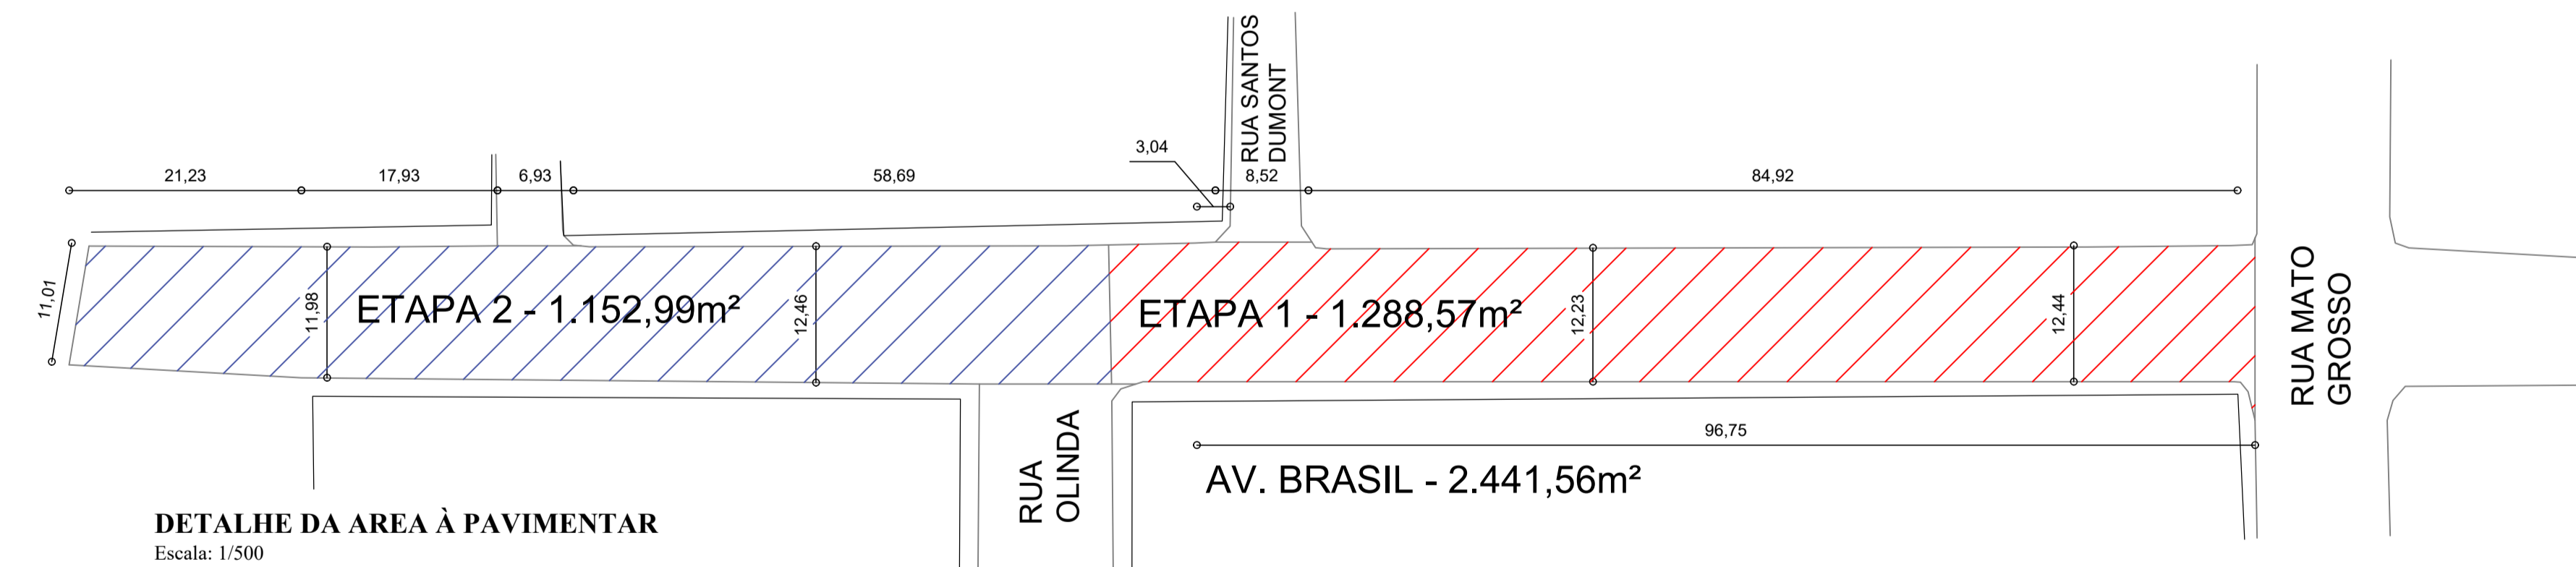 RUA SANTOS
DUMONT
3,04
21,23
17,93
6,93
58,69
8,52
84,92
11,01
11,98
ETAPA 2 - 1.152,99m²
12,46
ETAPA 1 - 1.288,57m²
12,23
12,44
RUA MATO
GROSSO
RUA
OLINDA
96,75
AV. BRASIL - 2.441,56m²
DETALHE DA AREA À PAVIMENTAR
Escala: 1/500